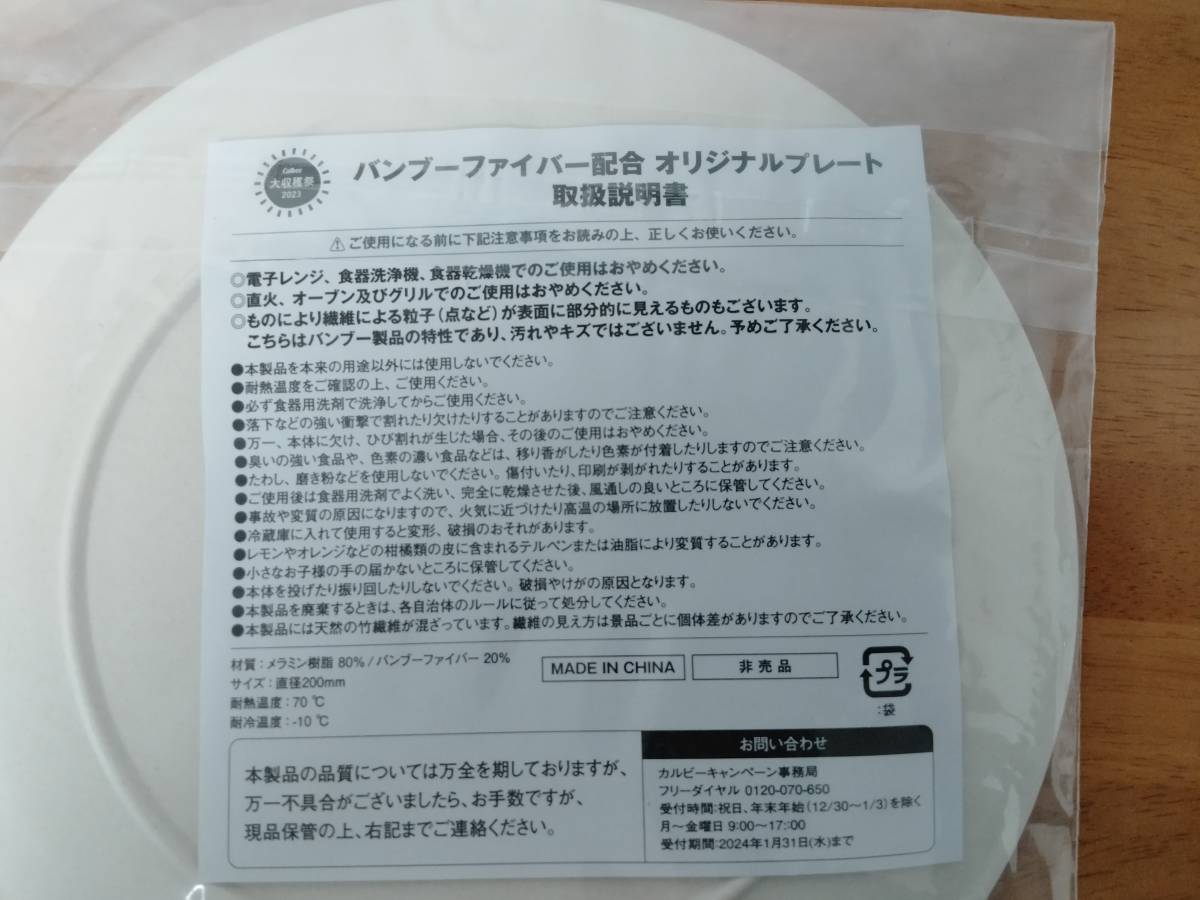 Calbee
大収穫祭
2023
バンブーファイバー配合 オリジナルプレート
取扱説明書
⚠ご使用になる前に下記注意事項をお読みの上、正しくお使いください。
◎電子レンジ、食器洗浄機、食器乾燥機でのご使用はおやめください。
◎直火、オーブン及びグリルでのご使用はおやめください。
◎ものにより繊維による粒子(点など)が表面に部分的に見えるものもございます。
こちらはバンブー製品の特性であり、汚れやキズではございません。予めご了承ください。
●本製品を本来の用途以外には使用しないでください。
●耐熱温度をご確認の上、ご使用ください。
●必ず食器用洗剤で洗浄してからご使用ください。
●落下などの強い衝撃で割れたり欠けたりすることがありますのでご注意ください。
●万一、本体に欠け、ひび割れが生じた場合、その後のご使用はおやめください。
●臭いの強い食品や、色素の濃い食品などは、移り香がしたり色素が付着したりしますのでご注意ください。
●たわし、磨き粉などを使用しないでください。傷付いたり、印刷が剥がれたりすることがあります。
●ご使用後は食器用洗剤でよく洗い、完全に乾燥させた後、風通しの良いところに保管してください。
●事故や変質の原因になりますので、火気に近づけたり高温の場所に放置したりしないでください。
●冷蔵庫に入れて使用すると変形、破損のおそれがあります。
●レモンやオレンジなどの柑橘類の皮に含まれるテルペンまたは油脂により変質することがあります。
●小さなお子様の手の届かないところに保管してください。
●本体を投げたり振り回したりしないでください。破損やけがの原因となります。
●本製品を廃棄するときは、各自治体のルールに従って処分してください。
●本製品には天然の竹繊維が混ざっています。繊維の見え方は景品ごとに個体差がありますのでご了承ください。
材質:メラミン樹脂 80%/バンブーファイバー 20%
サイズ:直径200mm
耐熱温度:70 ℃
耐冷温度:-10 ℃
MADE IN CHINA
非売品
プラ
:袋
本製品の品質については万全を期しておりますが、
万一不具合がございましたら、お手数ですが、
現品保管の上、右記までご連絡ください。
お問い合わせ
カルビーキャンペーン事務局
フリーダイヤル 0120-070-650
受付時間:祝日、年末年始(12/30〜1/3)を除く
月〜金曜日 9:00〜17:00
受付期間:2024年1月31日(水)まで